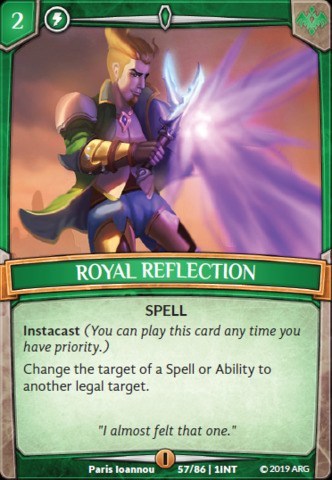 2
ROYAL REFLECTION
SPELL
Instacast (You can play this card any time you
have priority.)
Change the target of a Spell or Ability to
another legal target.
"I almost felt that one."
Paris Ioannou 57/86 | 1INT © 2019 ARG